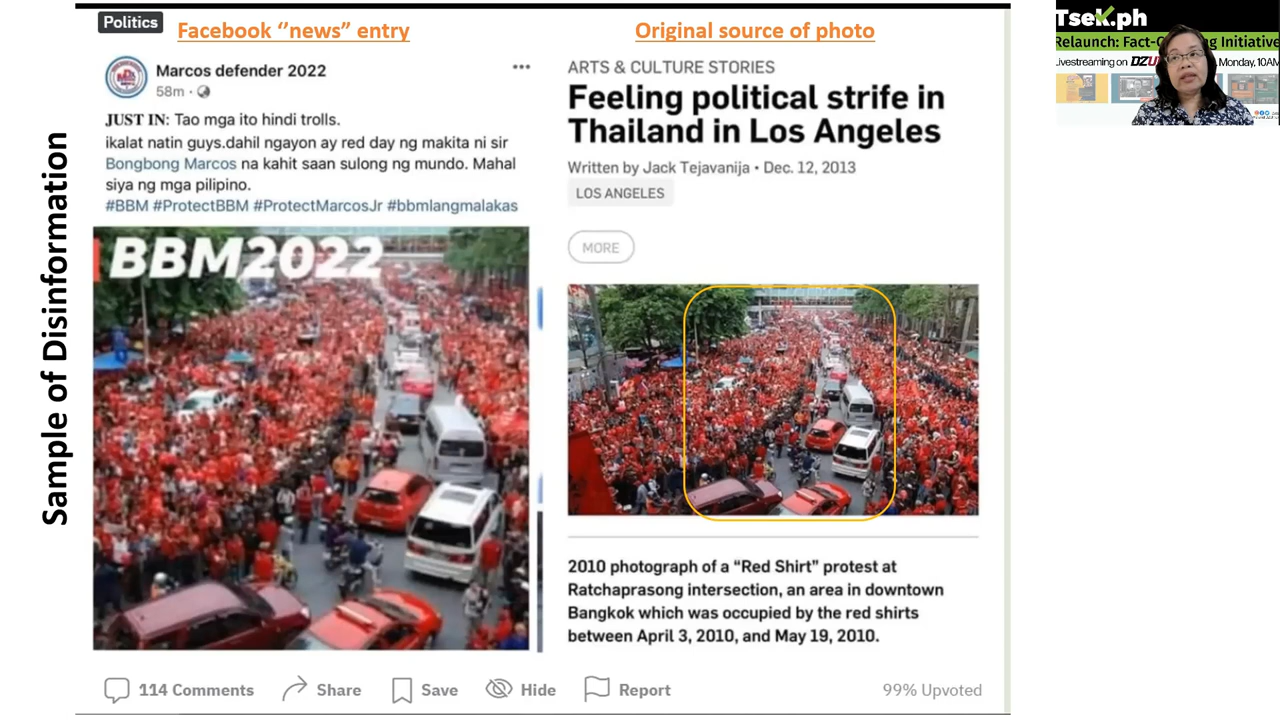 Sample of Disinformation
Politics
Facebook ‘’news” entry
Original source of photo
Marcos defender 2022
58m ·
JUST IN: Tao mga ito hindi trolls.
ikalat natin guys.dahil ngayon ay red day ng makita ni sir
Bongbong Marcos na kahit saan sulong ng mundo. Mahal
siya ng mga pilipino.
#BBM #ProtectBBM #ProtectMarcosJr #bbmlangmalakas
BBM2022
ARTS & CULTURE STORIES
Feeling political strife in
Thailand in Los Angeles
Written by Jack Tejavanija • Dec. 12, 2013
LOS ANGELES
MORE
2010 photograph of a “Red Shirt” protest at
Ratchaprasong intersection, an area in downtown
Bangkok which was occupied by the red shirts
between April 3, 2010, and May 19, 2010.
114 Comments
Share
Save
Hide
Report
99% Upvoted
Tsek.ph
Relaunch: Fact-C ng Initiative
Livestreaming on DZU , Monday, 10AM